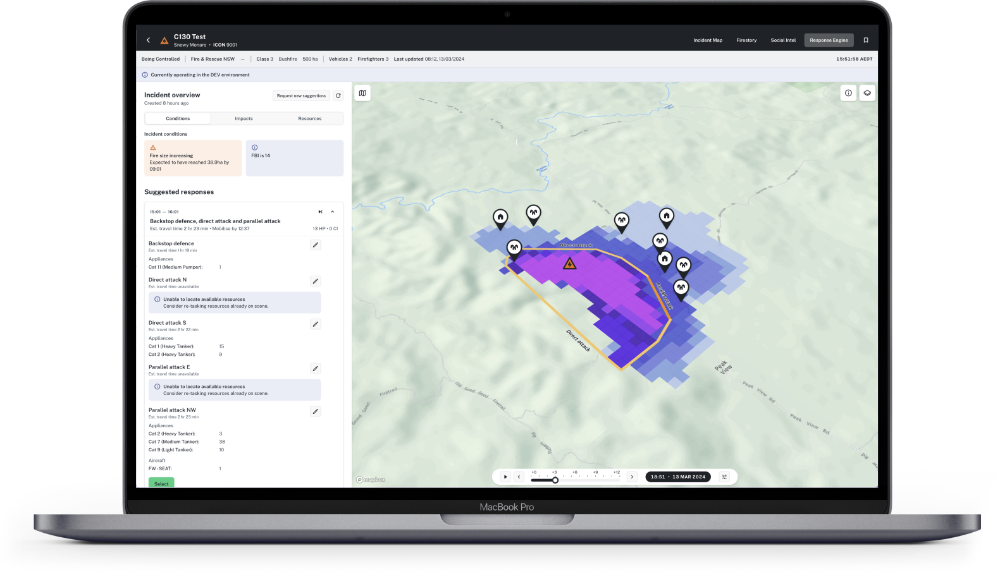 C130 Test
Snowy Monaro • ICON 9001
Incident Map
Firestory
Social Intel
Response Engine
Being Controlled
Fire & Rescue NSW —
Class 3 Bushfire 500 ha
Vehicles 2 Firefighters 3 Last updated 08:12, 13/03/2024
15:51:58 AEDT
Currently operating in the DEV environment
Incident overview
Created 8 hours ago
Request new suggestions
Conditions
Impacts
Resources
Incident conditions
Fire size increasing
Expected to have reached 38.9ha by
09:01
FBI is 14
Suggested responses
15:01 — 16:01
Backstop defence, direct attack and parallel attack
Est. travel time 2 hr 23 min • Mobilise by 12:37
13 HP • 0 CI
Backstop defence
Est. travel time 1 hr 19 min
Appliances
Cat 11 (Medium Pumper): 1
Direct attack N
Est. travel time unavailable
Unable to locate available resources
Consider re-tasking resources already on scene.
Direct attack S
Est. travel time 2 hr 22 min
Appliances
Cat 1 (Heavy Tanker): 15
Cat 2 (Heavy Tanker): 9
Parallel attack E
Est. travel time unavailable
Unable to locate available resources
Consider re-tasking resources already on scene.
Parallel attack NW
Est. travel time 2 hr 23 min
Appliances
Cat 2 (Heavy Tanker): 3
Cat 7 (Medium Tanker): 38
Cat 9 (Light Tanker): 10
Aircraft
FW - SEAT: 1
Select
Direct attack
Parallel attack
Direct attack
Peak
View
Peak View Rd
Peak View Rd
Rd
Old Good Good Firetrail
Firetrail
Good Good
Rd
mapbox
+0 +3 +6 +9 +12
18:51 • 13 MAR 2024
MacBook Pro